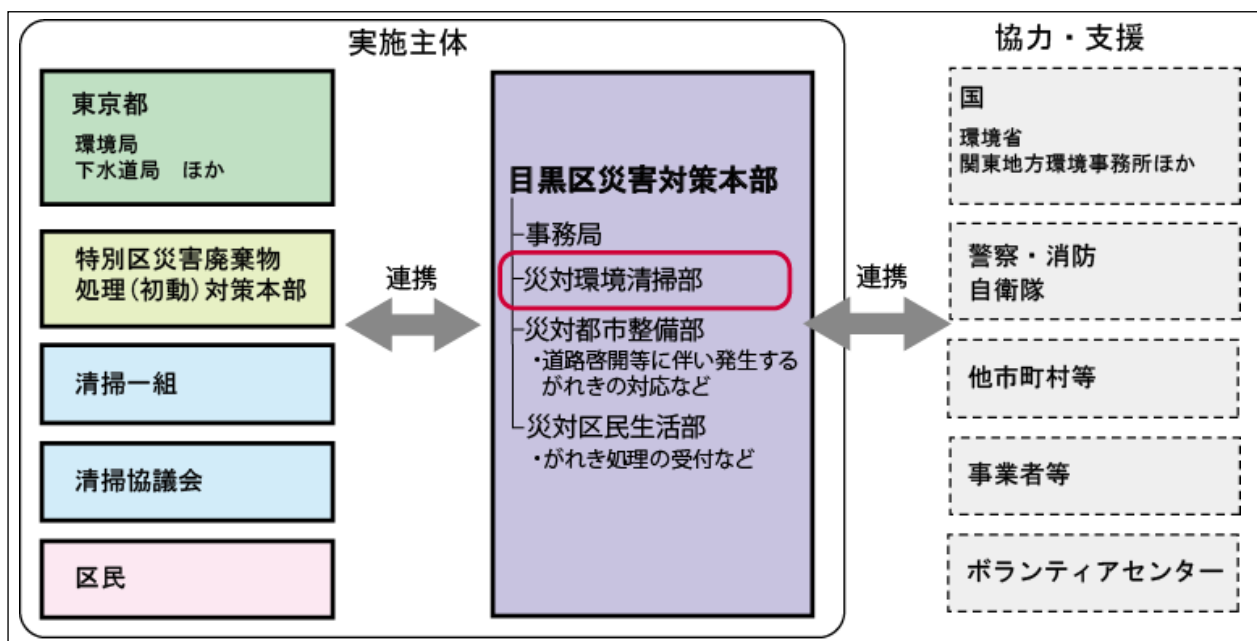 実施主体
東京都
環境局
下水道局　ほか
特別区災害廃棄物
処理(初動)対策本部
清掃一組
清掃協議会
区民
連携
目黒区災害対策本部
事務局
災対環境清掃部
災対都市整備部
・道路啓開等に伴い発生する
がれきの対応など
災対区民生活部
・がれき処理の受付など
連携
協力・支援
国
環境省
関東地方環境事務所ほか
警察・消防
自衛隊
他市町村等
事業者等
ボランティアセンター